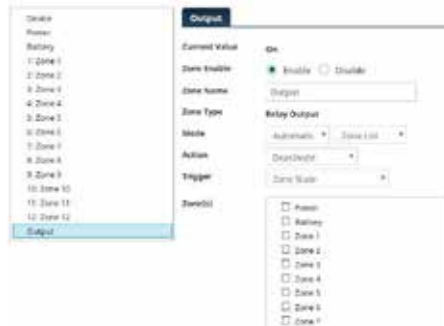 Device
Power
Battery
1: Zone 1
2: Zone 2
3: Zone 3
4: Zone 4
5: Zone 5
6: Zone 6
7: Zone 7
8: Zone 8
9: Zone 9
10: Zone 10
11: Zone 11
12: Zone 12
Output
Output
Current Value On
Zone Enable Enable Disable
Zone Name Output
Zone Type Relay Output
Mode Automatic Zone List
Action Deactivate
Trigger Zone State
Zone(s)
Power
Battery
Zone 1
Zone 2
Zone 3
Zone 4
Zone 5
Zone 6
Zone 7